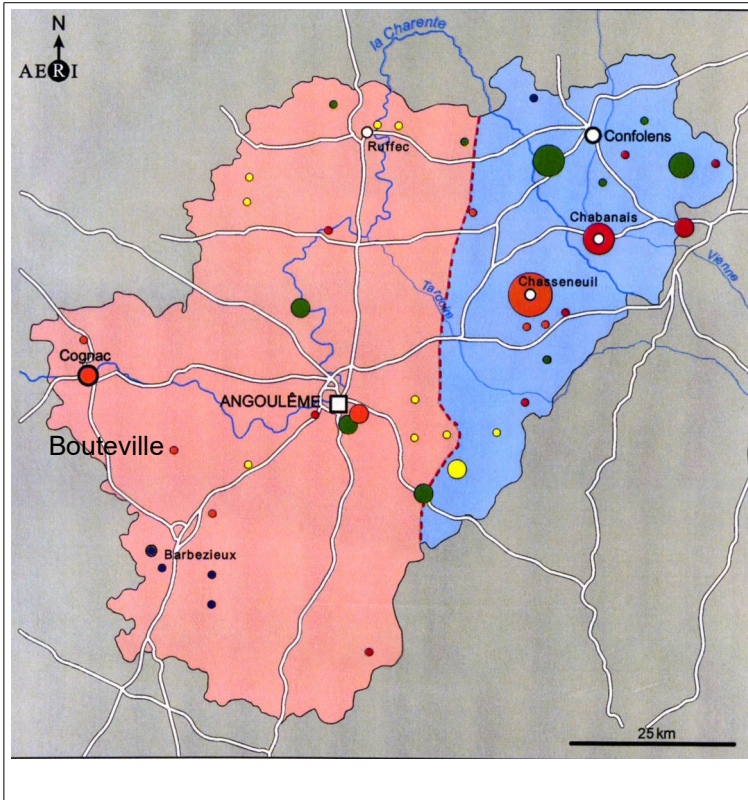 N
AERI
la Charente
Ruffec
Confolens
Chabanais
Vienne
Tardoire
Chasseneuil
Cognac
ANGOULÊME
Bouteville
Barbezieux
25 km